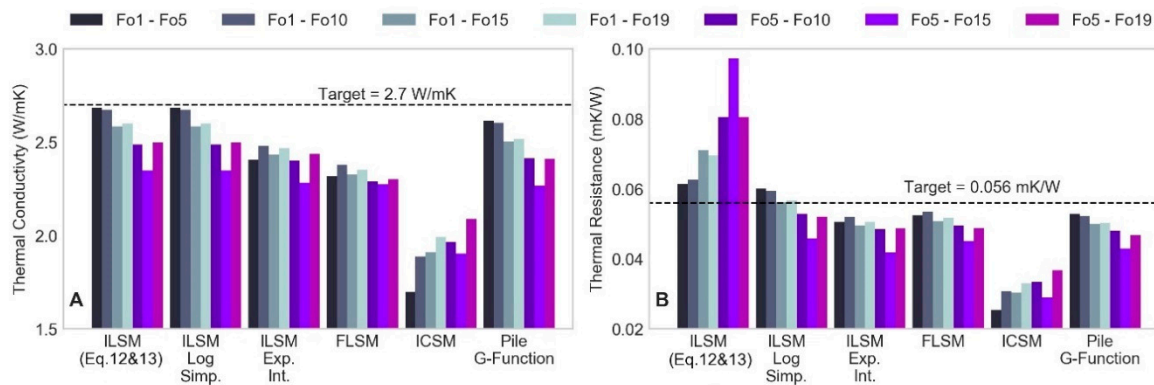 Fo1 - Fo5 Fo1 - Fo10 Fo1 - Fo15 Fo1 - Fo19 Fo5 - Fo10 Fo5 - Fo15 Fo5 - Fo19
Thermal Conductivty (W/mK)
3.0
2.5
2.0
1.5
Target = 2.7 W/mK
A
ILSM
(Eq.12&13)
ILSM
Log
Simp.
ILSM
Exp.
Int.
FLSM
ICSM
Pile
G-Function
Thermal Resistance (mK/W)
0.10
0.08
0.06
0.04
0.02
Target = 0.056 mK/W
B
ILSM
(Eq.12&13)
ILSM
Log
Simp.
ILSM
Exp.
Int.
FLSM
ICSM
Pile
G-Function